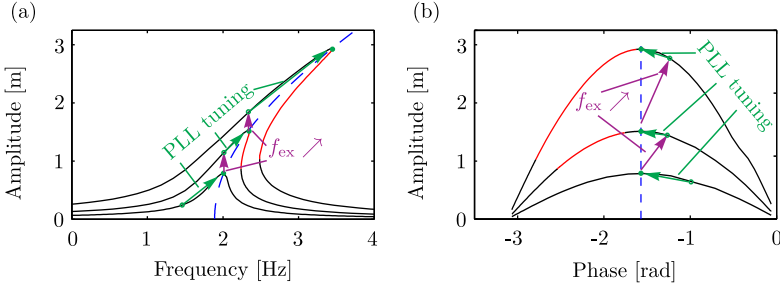 (a)
Amplitude [m]
3
2
1
0
PLL tuning
f_ex ↗
0
1
2
3
4
Frequency [Hz]
(b)
Amplitude [m]
3
2
1
0
PLL tuning
f_ex ↗
-3
-2
-1
0
Phase [rad]